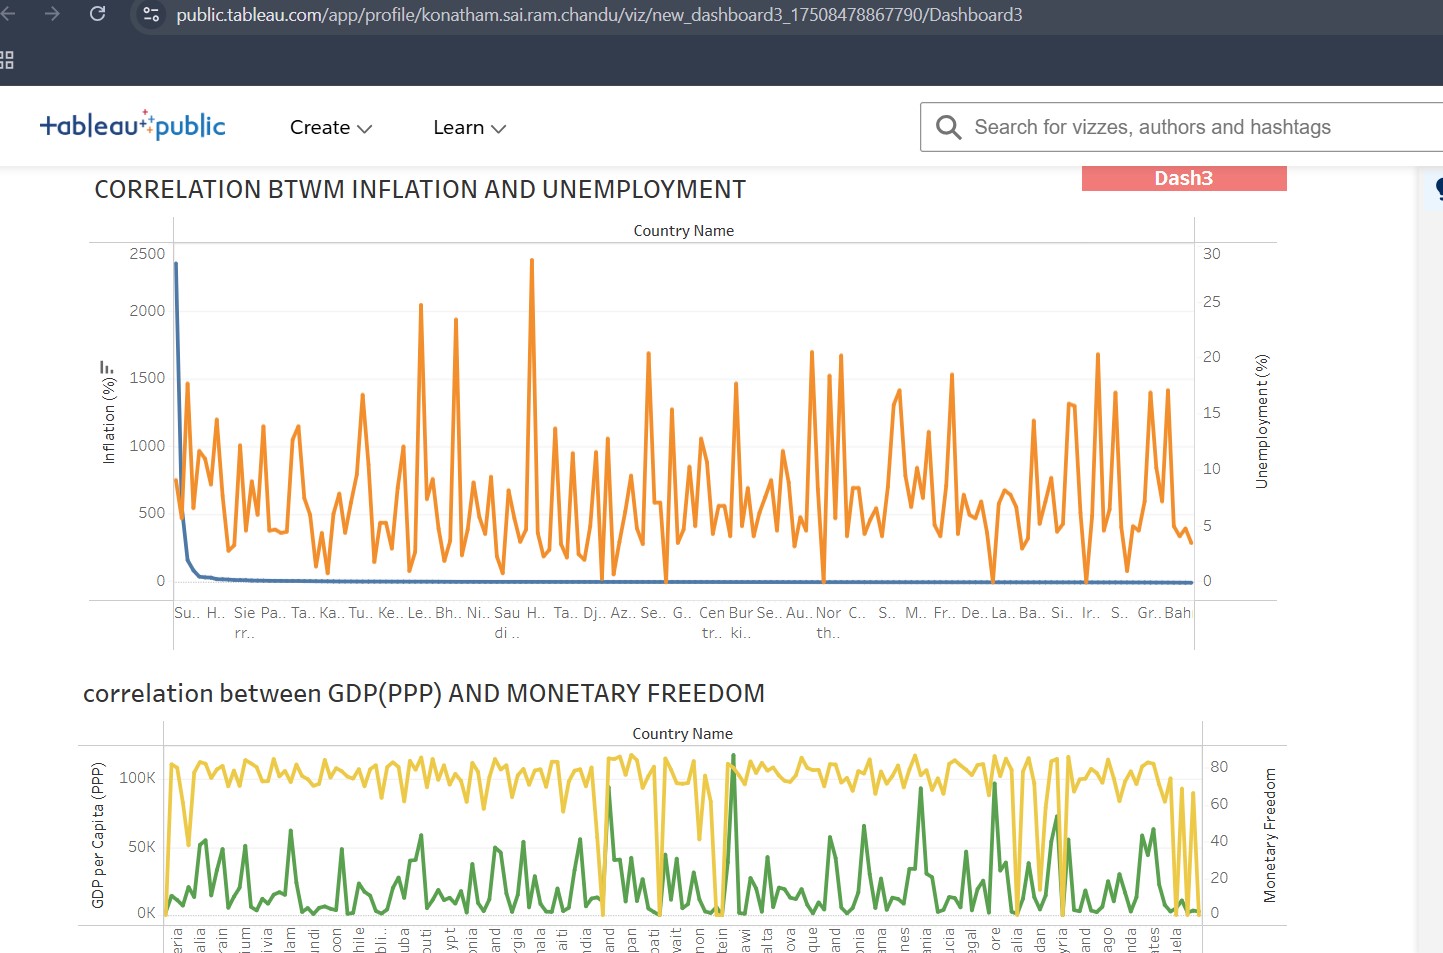 public.tableau.com/app/profile/konatham.sai.ram.chandu/viz/new_dashboard3_17508478867790/Dashboard3
tableau public
Create
Learn
Search for vizzes, authors and hashtags
CORRELATION BTWM INFLATION AND UNEMPLOYMENT
Dash3
Country Name
2500
2000
1500
1000
500
0
Inflation (%)
30
25
20
15
10
5
0
Unemployment (%)
Su.. H.. Sie Pa.. Ta.. Ka.. Tu.. Ke.. Le.. Bh.. Ni.. Sau H.. Ta.. Dj.. Az.. Se.. G.. Cen Bur Se.. Au.. Nor C.. S.. M.. Fr.. De.. La.. Ba.. Si.. Ir.. S.. Gr.. Bah
rr.. di .. tr.. ki.. th..
correlation between GDP(PPP) AND MONETARY FREEDOM
Country Name
100K
50K
0K
GDP per Capita (PPP)
80
60
40
20
0
Monetary Freedom
eria
alia
rain
ium
ivia
lam
undi
oon
hile
bli..
uba
outi
ypt
onia
and
rgia
nala
aiti
dia
and
pan
pati
wait
non
tein
awi
alta
ova
que
and
onia
ama
nes
ania
ucia
egal
ore
alia
dan
yria
and
ago
nda
ates
uela